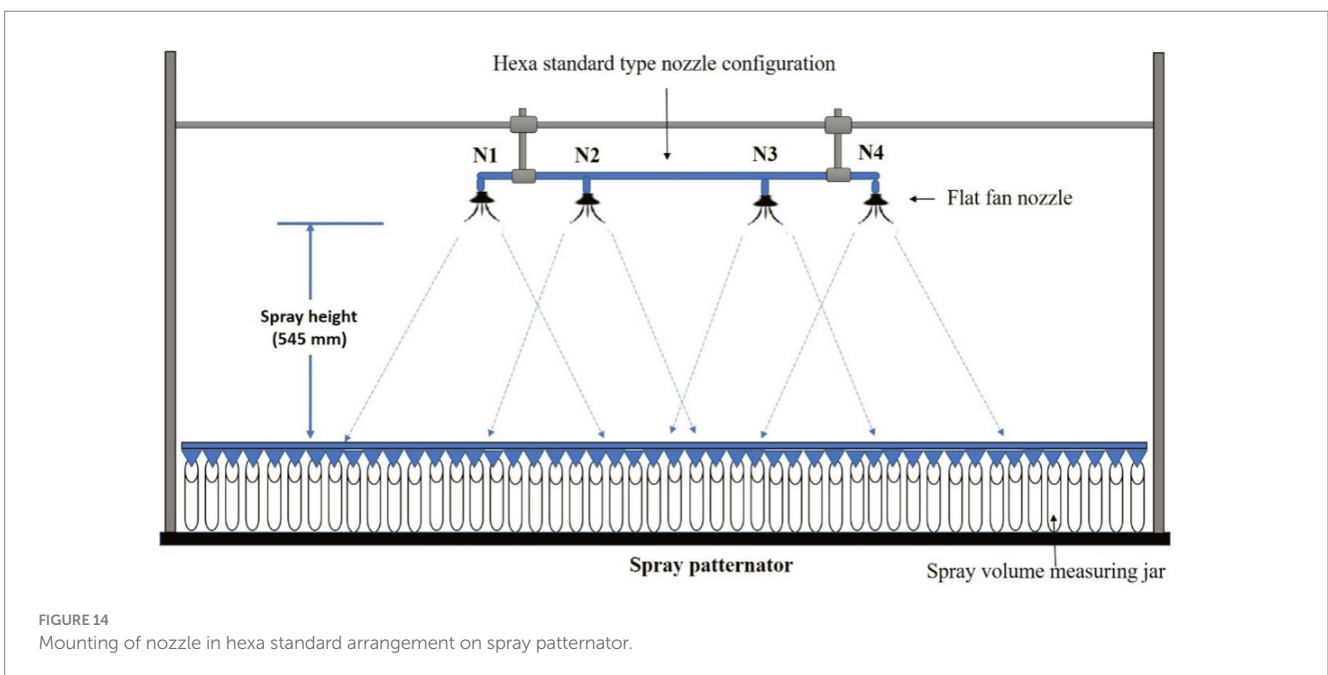 Hexa standard type nozzle configuration
N1 N2 N3 N4
Flat fan nozzle
Spray height
(545 mm)
Spray patternator
Spray volume measuring jar
FIGURE 14
Mounting of nozzle in hexa standard arrangement on spray patternator.